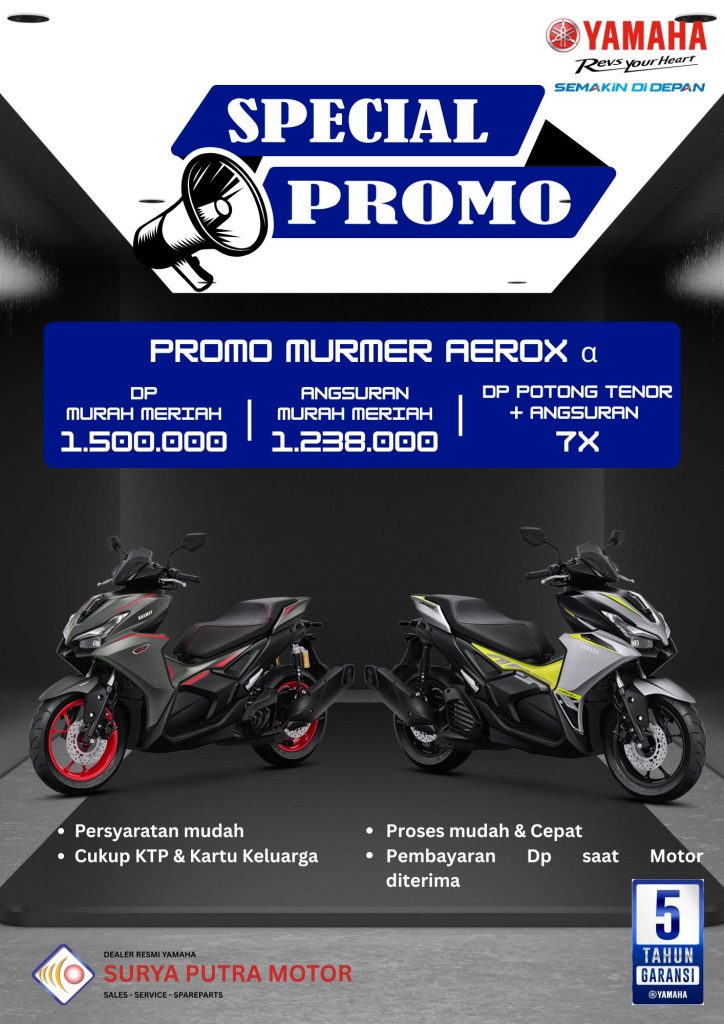 YAMAHA
Revs Your Heart
SEMAKIN Di DEPAN
SPECIAL
PROMO
PROMO MURMER AEROX α
DP
MURAH MERIAH
1.500.000
ANGSURAN
MURAH MERIAH
1.238.000
DP POTONG TENOR
+ ANGSURAN
7X
YAMAHA
• Persyaratan mudah
• Cukup KTP & Kartu Keluarga
• Proses mudah & Cepat
• Pembayaran Dp saat Motor
diterima
5
TAHUN
GARANSI
YAMAHA
DEALER RESMI YAMAHA
SURYA PUTRA MOTOR
SALES - SERVICE - SPAREPARTS